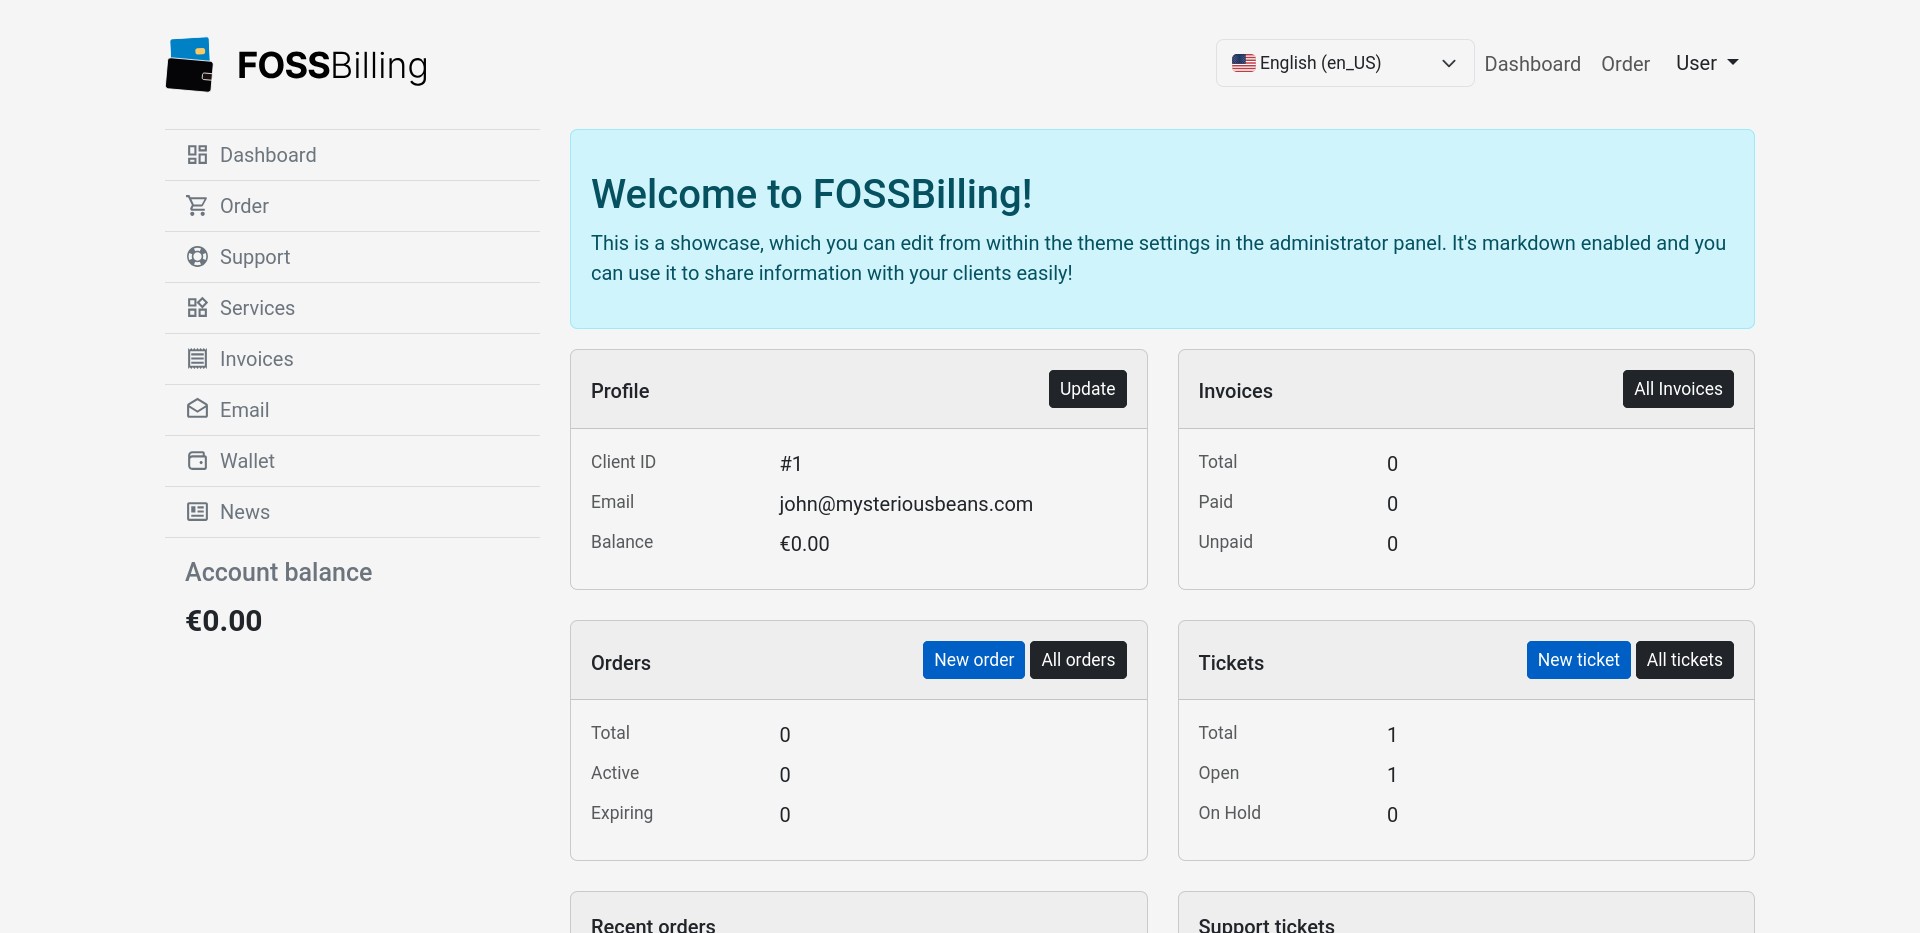 FOSSBilling
English (en_US)
Dashboard
Order
User
Dashboard
Order
Support
Services
Invoices
Email
Wallet
News
Account balance
€0.00
Welcome to FOSSBilling!
This is a showcase, which you can edit from within the theme settings in the administrator panel. It's markdown enabled and you
can use it to share information with your clients easily!
Profile
Update
Client ID #1
Email john@mysteriousbeans.com
Balance €0.00
Invoices
All Invoices
Total 0
Paid 0
Unpaid 0
Orders
New order
All orders
Total 0
Active 0
Expiring 0
Tickets
New ticket
All tickets
Total 1
Open 1
On Hold 0
Recent orders
Support tickets